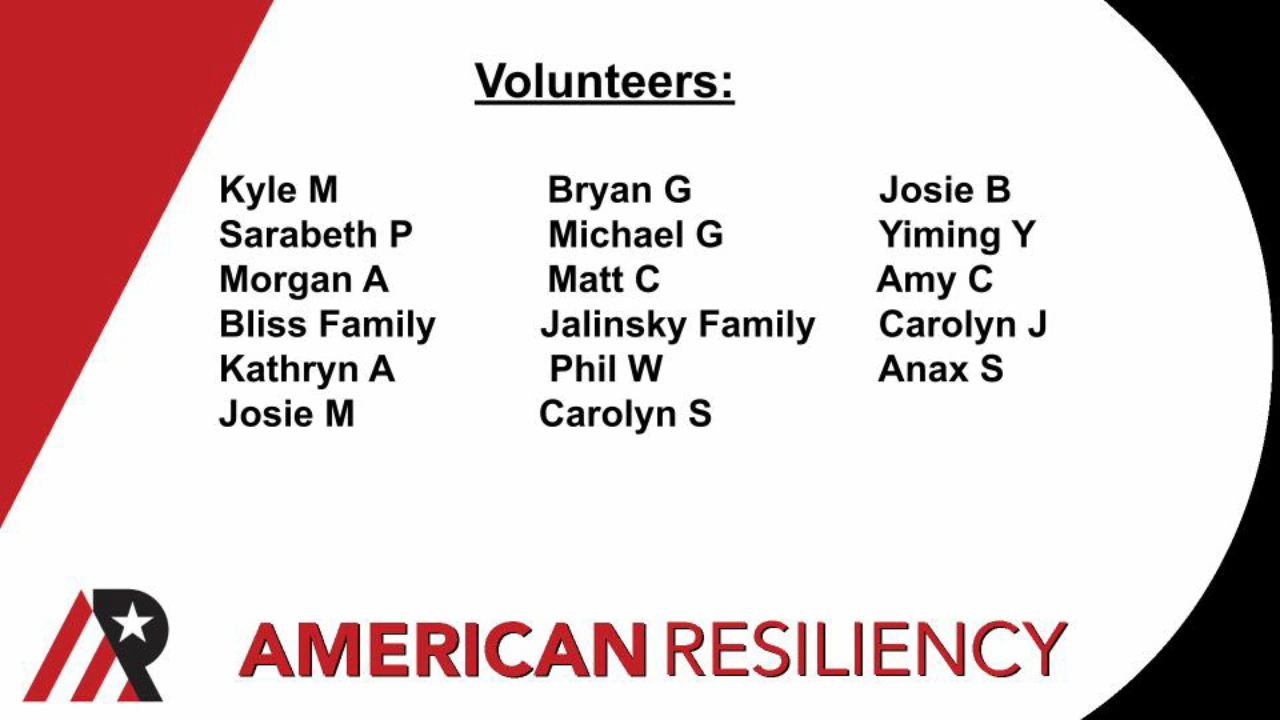 Volunteers:
Kyle M Bryan G Josie B
Sarabeth P Michael G Yiming Y
Morgan A Matt C Amy C
Bliss Family Jalinsky Family Carolyn J
Kathryn A Phil W Anax S
Josie M Carolyn S
AR AMERICAN RESILIENCY